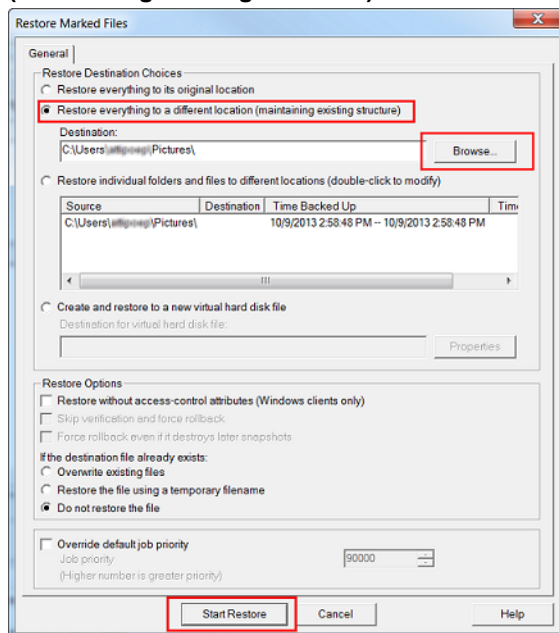 Restore Marked Files
General
Restore Destination Choices
Restore everything to its original location
Restore everything to a different location (maintaining existing structure)
Destination:
C:\Users\ \Pictures\
Browse...
Restore individual folders and files to different locations (double-click to modify)
Source Destination Time Backed Up Time
C:\Users\ \Pictures\ 10/9/2013 2:58:48 PM -- 10/9/2013 2:58:48 PM
Create and restore to a new virtual hard disk file
Destination for virtual hard disk file:
Properties
Restore Options
Restore without access-control attributes (Windows clients only)
Skip verification and force rollback
Force rollback even if it destroys later snapshots
If the destination file already exists:
Overwrite existing files
Restore the file using a temporary filename
Do not restore the file
Override default job priority
Job priority 90000
(Higher number is greater priority)
Start Restore Cancel Help